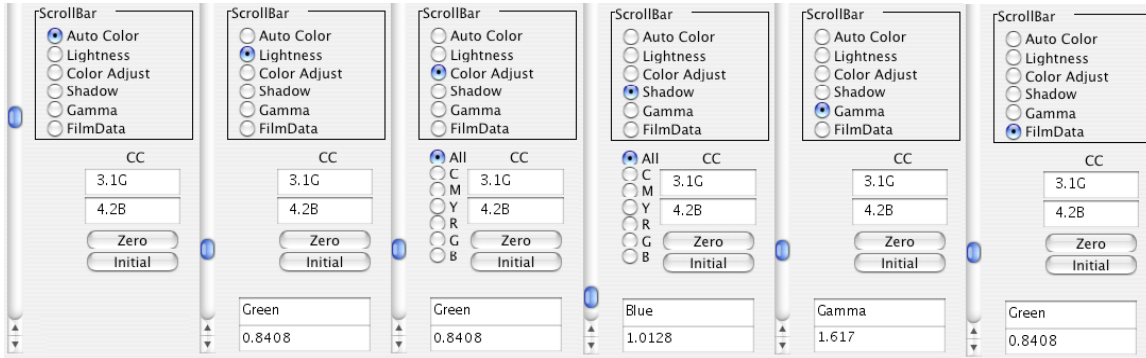 ScrollBar
Auto Color
Lightness
Color Adjust
Shadow
Gamma
FilmData
CC
3.1G
4.2B
Zero
Initial
ScrollBar
Auto Color
Lightness
Color Adjust
Shadow
Gamma
FilmData
CC
3.1G
4.2B
Zero
Initial
Green
0.8408
ScrollBar
Auto Color
Lightness
Color Adjust
Shadow
Gamma
FilmData
All CC
C
3.1G
M
Y 4.2B
R
G Zero
B Initial
Green
0.8408
ScrollBar
Auto Color
Lightness
Color Adjust
Shadow
Gamma
FilmData
All CC
C
3.1G
M
Y 4.2B
R
G Zero
B Initial
Blue
1.0128
ScrollBar
Auto Color
Lightness
Color Adjust
Shadow
Gamma
FilmData
CC
3.1G
4.2B
Zero
Initial
Gamma
1.617
ScrollBar
Auto Color
Lightness
Color Adjust
Shadow
Gamma
FilmData
CC
3.1G
4.2B
Zero
Initial
Green
0.8408